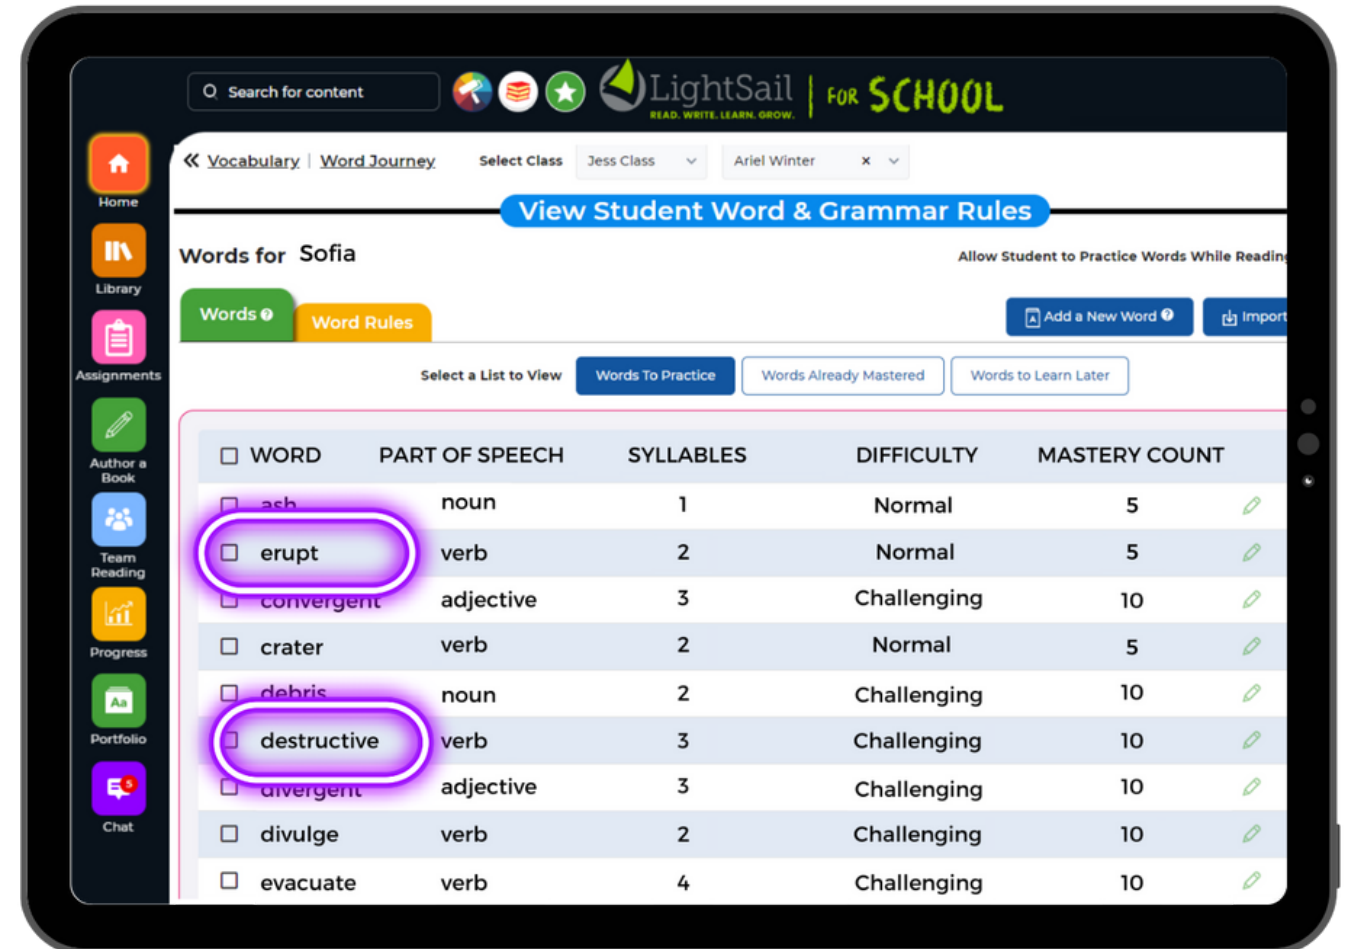 Search for content
LightSail
READ. WRITE. LEARN. GROW.
FOR SCHOOL
Home
Library
Assignments
Author a
Book
Team
Reading
Progress
Portfolio
5
Chat
« Vocabulary | Word Journey Select Class Jess Class Ariel Winter x
View Student Word & Grammar Rules
Words for Sofia
Allow Student to Practice Words While Reading
Words ?
Word Rules
Add a New Word ?
Import
Select a List to View Words To Practice Words Already Mastered Words to Learn Later
WORD PART OF SPEECH SYLLABLES DIFFICULTY MASTERY COUNT
ash noun 1 Normal 5
erupt verb 2 Normal 5
convergent adjective 3 Challenging 10
crater verb 2 Normal 5
debris noun 2 Challenging 10
destructive verb 3 Challenging 10
divergent adjective 3 Challenging 10
divulge verb 2 Challenging 10
evacuate verb 4 Challenging 10
Aa